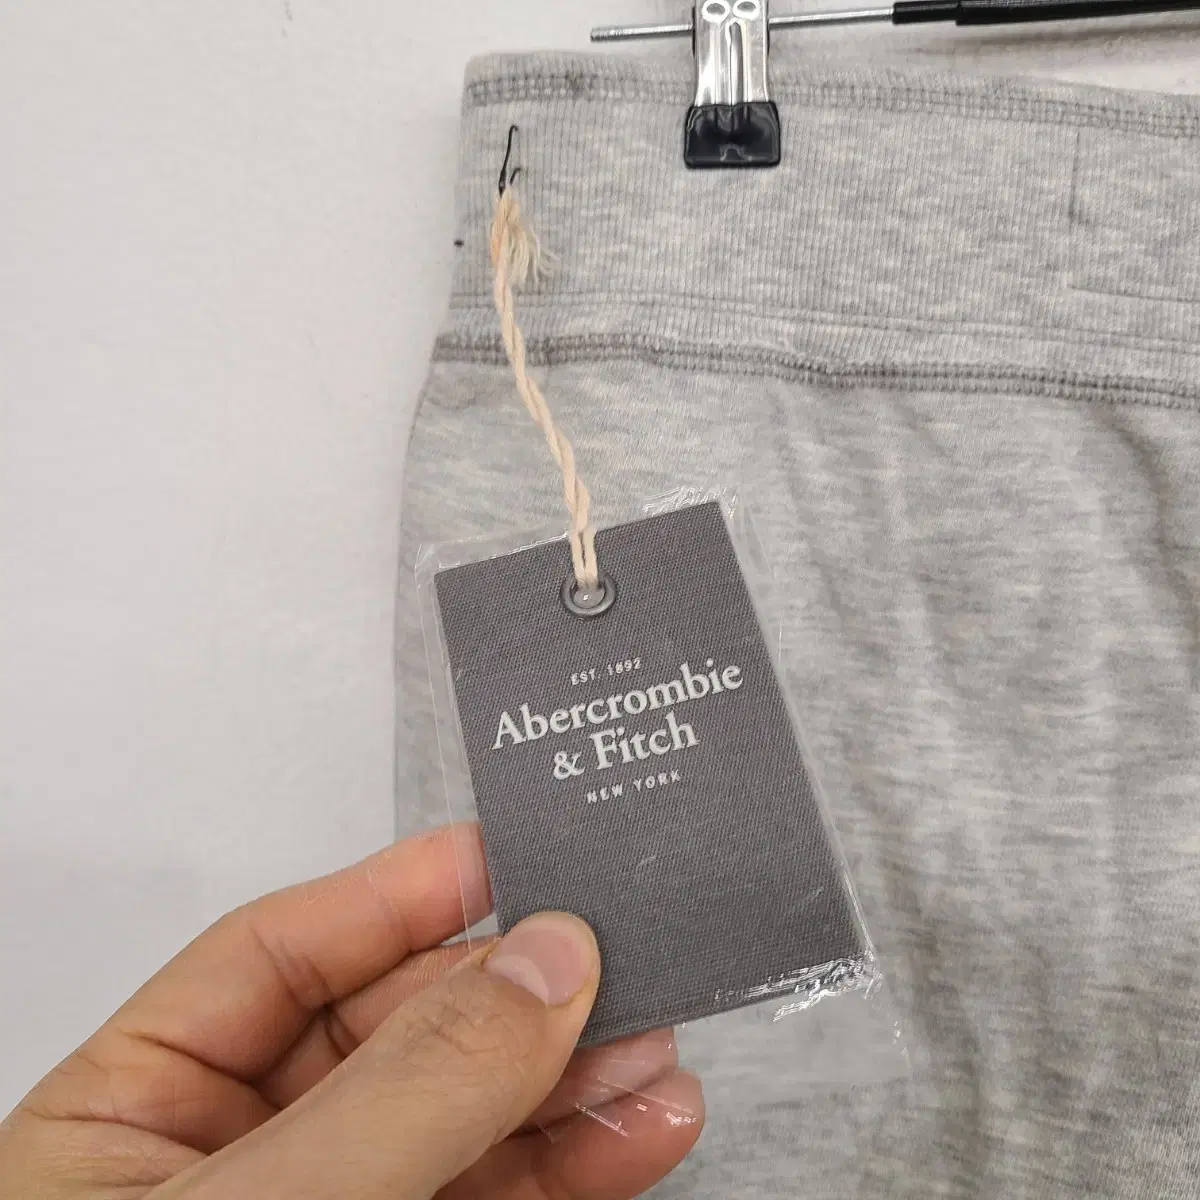 EST. 1892
Abercrombie
& Fitch
NEW YORK